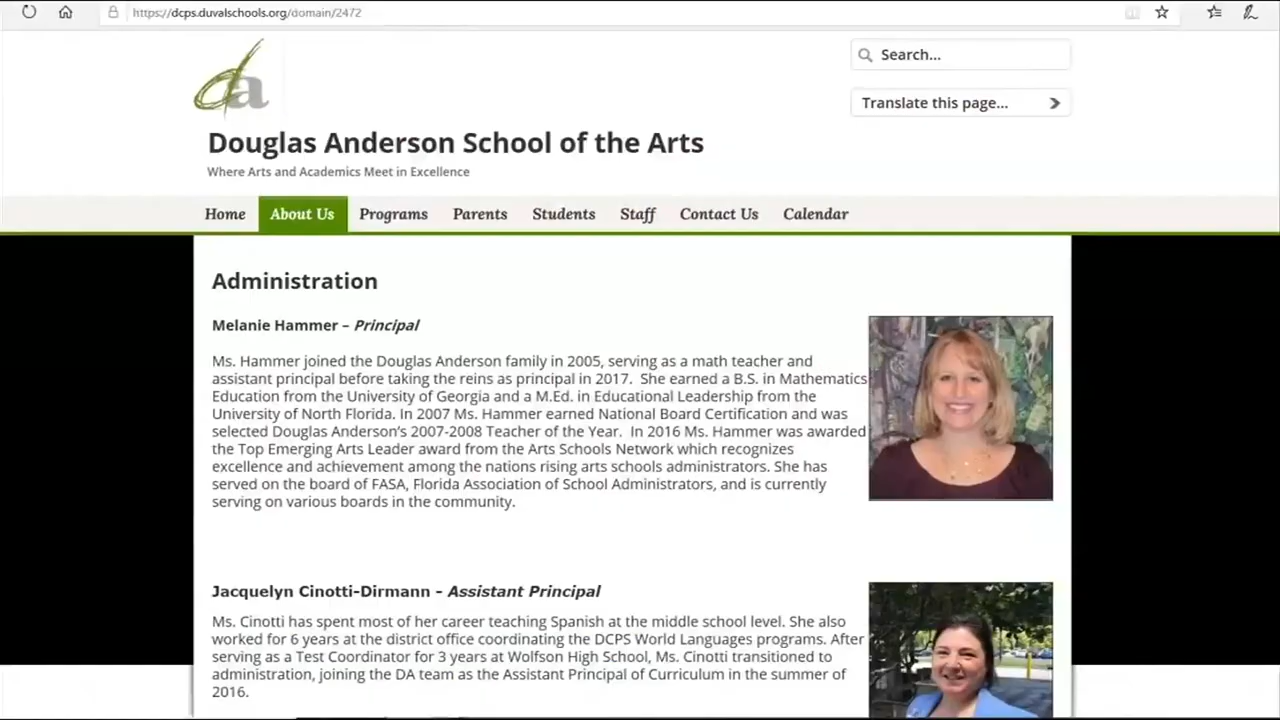 https://dcps.duvalschools.org/domain/2472
da
Search...
Translate this page...
Douglas Anderson School of the Arts
Where Arts and Academics Meet in Excellence
Home About Us Programs Parents Students Staff Contact Us Calendar
Administration
Melanie Hammer – Principal
Ms. Hammer joined the Douglas Anderson family in 2005, serving as a math teacher and
assistant principal before taking the reins as principal in 2017. She earned a B.S. in Mathematics
Education from the University of Georgia and a M.Ed. in Educational Leadership from the
University of North Florida. In 2007 Ms. Hammer earned National Board Certification and was
selected Douglas Anderson's 2007-2008 Teacher of the Year. In 2016 Ms. Hammer was awarded
the Top Emerging Arts Leader award from the Arts Schools Network which recognizes
excellence and achievement among the nations rising arts schools administrators. She has
served on the board of FASA, Florida Association of School Administrators, and is currently
serving on various boards in the community.
Jacquelyn Cinotti-Dirmann – Assistant Principal
Ms. Cinotti has spent most of her career teaching Spanish at the middle school level. She also
worked for 6 years at the district office coordinating the DCPS World Languages programs. After
serving as a Test Coordinator for 3 years at Wolfson High School, Ms. Cinotti transitioned to
administration, joining the DA team as the Assistant Principal of Curriculum in the summer of
2016.